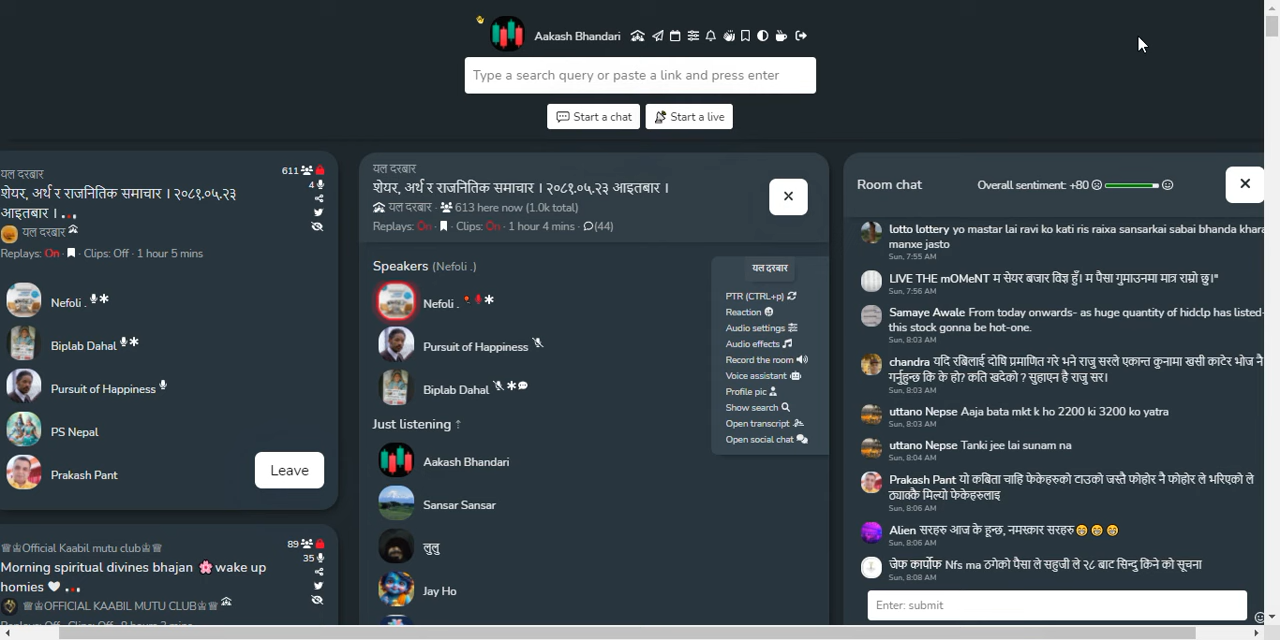 Aakash Bhandari
Type a search query or paste a link and press enter
Start a chat
Start a live
यल दरबार
611
शेयर, अर्थ र राजनितिक समाचार । २०८१.०५.२३
4
आइतबार ।
यल दरबार
Replays: On · Clips: Off · 1 hour 5 mins
Nefoli .
Biplab Dahal
Pursuit of Happiness
PS Nepal
Prakash Pant
Leave
♕♔Official Kaabil mutu club♔♕
89
Morning spiritual divines bhajan 🌸wake up
35
homies 🤍
♕♔OFFICIAL KAABIL MUTU CLUB♔♕
यल दरबार
शेयर, अर्थ र राजनितिक समाचार । २०८१.०५.२३ आइतबार ।
यल दरबार · 613 here now (1.0k total)
Replays: On · Clips: On · 1 hour 4 mins · (44)
Speakers (Nefoli .)
Nefoli .
Pursuit of Happiness
Biplab Dahal
Just listening ↑
Aakash Bhandari
Sansar Sansar
लुलु
Jay Ho
यल दरबार
PTR (CTRL+p)
Reaction
Audio settings
Audio effects
Record the room
Voice assistant
Profile pic
Show search
Open transcript
Open social chat
Room chat
Overall sentiment: +80
lotto lottery yo mastar lai ravi ko kati ris raixa sansarkai sabai bhanda khara
manxe jasto
Sun, 7:55 AM
LIVE THE mOMeNT म सेयर बजार विज्ञ हुँ। म पैसा गुमाउनमा मात्र राम्रो छु।"
Sun, 7:56 AM
Samaye Awale From today onwards- as huge quantity of hidclp has listed-
this stock gonna be hot-one.
Sun, 8:03 AM
chandra यदि रबिलाई दोषि प्रमाणित गरे भने राजु सरले एकान्त कुनामा खसी काटेर भोज नै
गर्नुहुन्छ कि के हो? कति खदेको ? सुहाएन है राजु सर।
Sun, 8:03 AM
uttano Nepse Aaja bata mkt k ho 2200 ki 3200 ko yatra
Sun, 8:03 AM
uttano Nepse Tanki jee lai sunam na
Sun, 8:04 AM
Prakash Pant यो कबिता चाहि फेकेहरुको टाउको जस्तै फोहोर नै फोहोर ले भरिएको ले
ठ्याक्कै मिल्यो फेकेहरुलाइ
Sun, 8:06 AM
Alien सरहरु आज के हून्छ, नमस्कार सरहरु😁😁😁
Sun, 8:06 AM
जेफ कार्पोफ Nfs ma ठगेको पैसा ले सहुजी ले २८ बाट सिन्दु किने को सूचना
Sun, 8:08 AM
Enter: submit